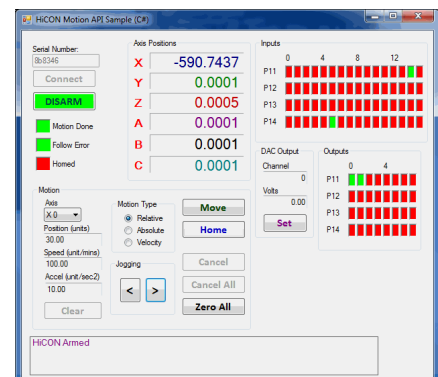 HiCON Motion API Sample (C#)
Serial Number:
8b8346
Connect
DISARM
Motion Done
Follow Error
Homed
Axis Positions
X -590.7437
Y 0.0001
Z 0.0005
A 0.0001
B 0.0001
C 0.0001
Inputs
0 4 8 12
P11
P12
P13
P14
DAC Output
Channel
0
Volts
0.00
Set
Outputs
0 4
P11
P12
P13
P14
Motion
Axis
X 0
Position (units)
30.00
Speed (unit/mins)
100.00
Accel (unit/sec2)
10.00
Clear
Motion Type
Relative
Absolute
Velocity
Jogging
<
>
Move
Home
Cancel
Cancel All
Zero All
HiCON Armed